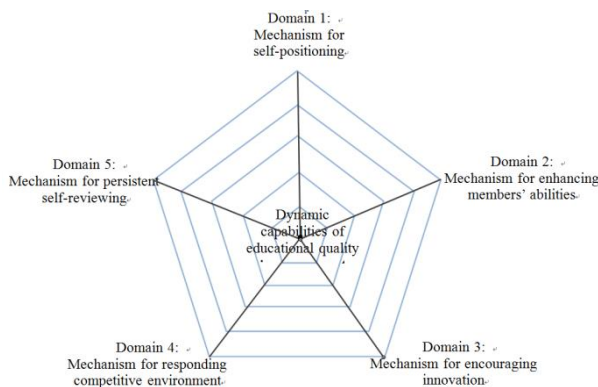 Domain 1:
Mechanism for
self-positioning
Domain 5:
Mechanism for persistent
self-reviewing
Domain 2:
Mechanism for enhancing
members’ abilities
Dynamic
capabilities of
educational quality
Domain 4:
Mechanism for responding
competitive environment
Domain 3:
Mechanism for encouraging
innovation